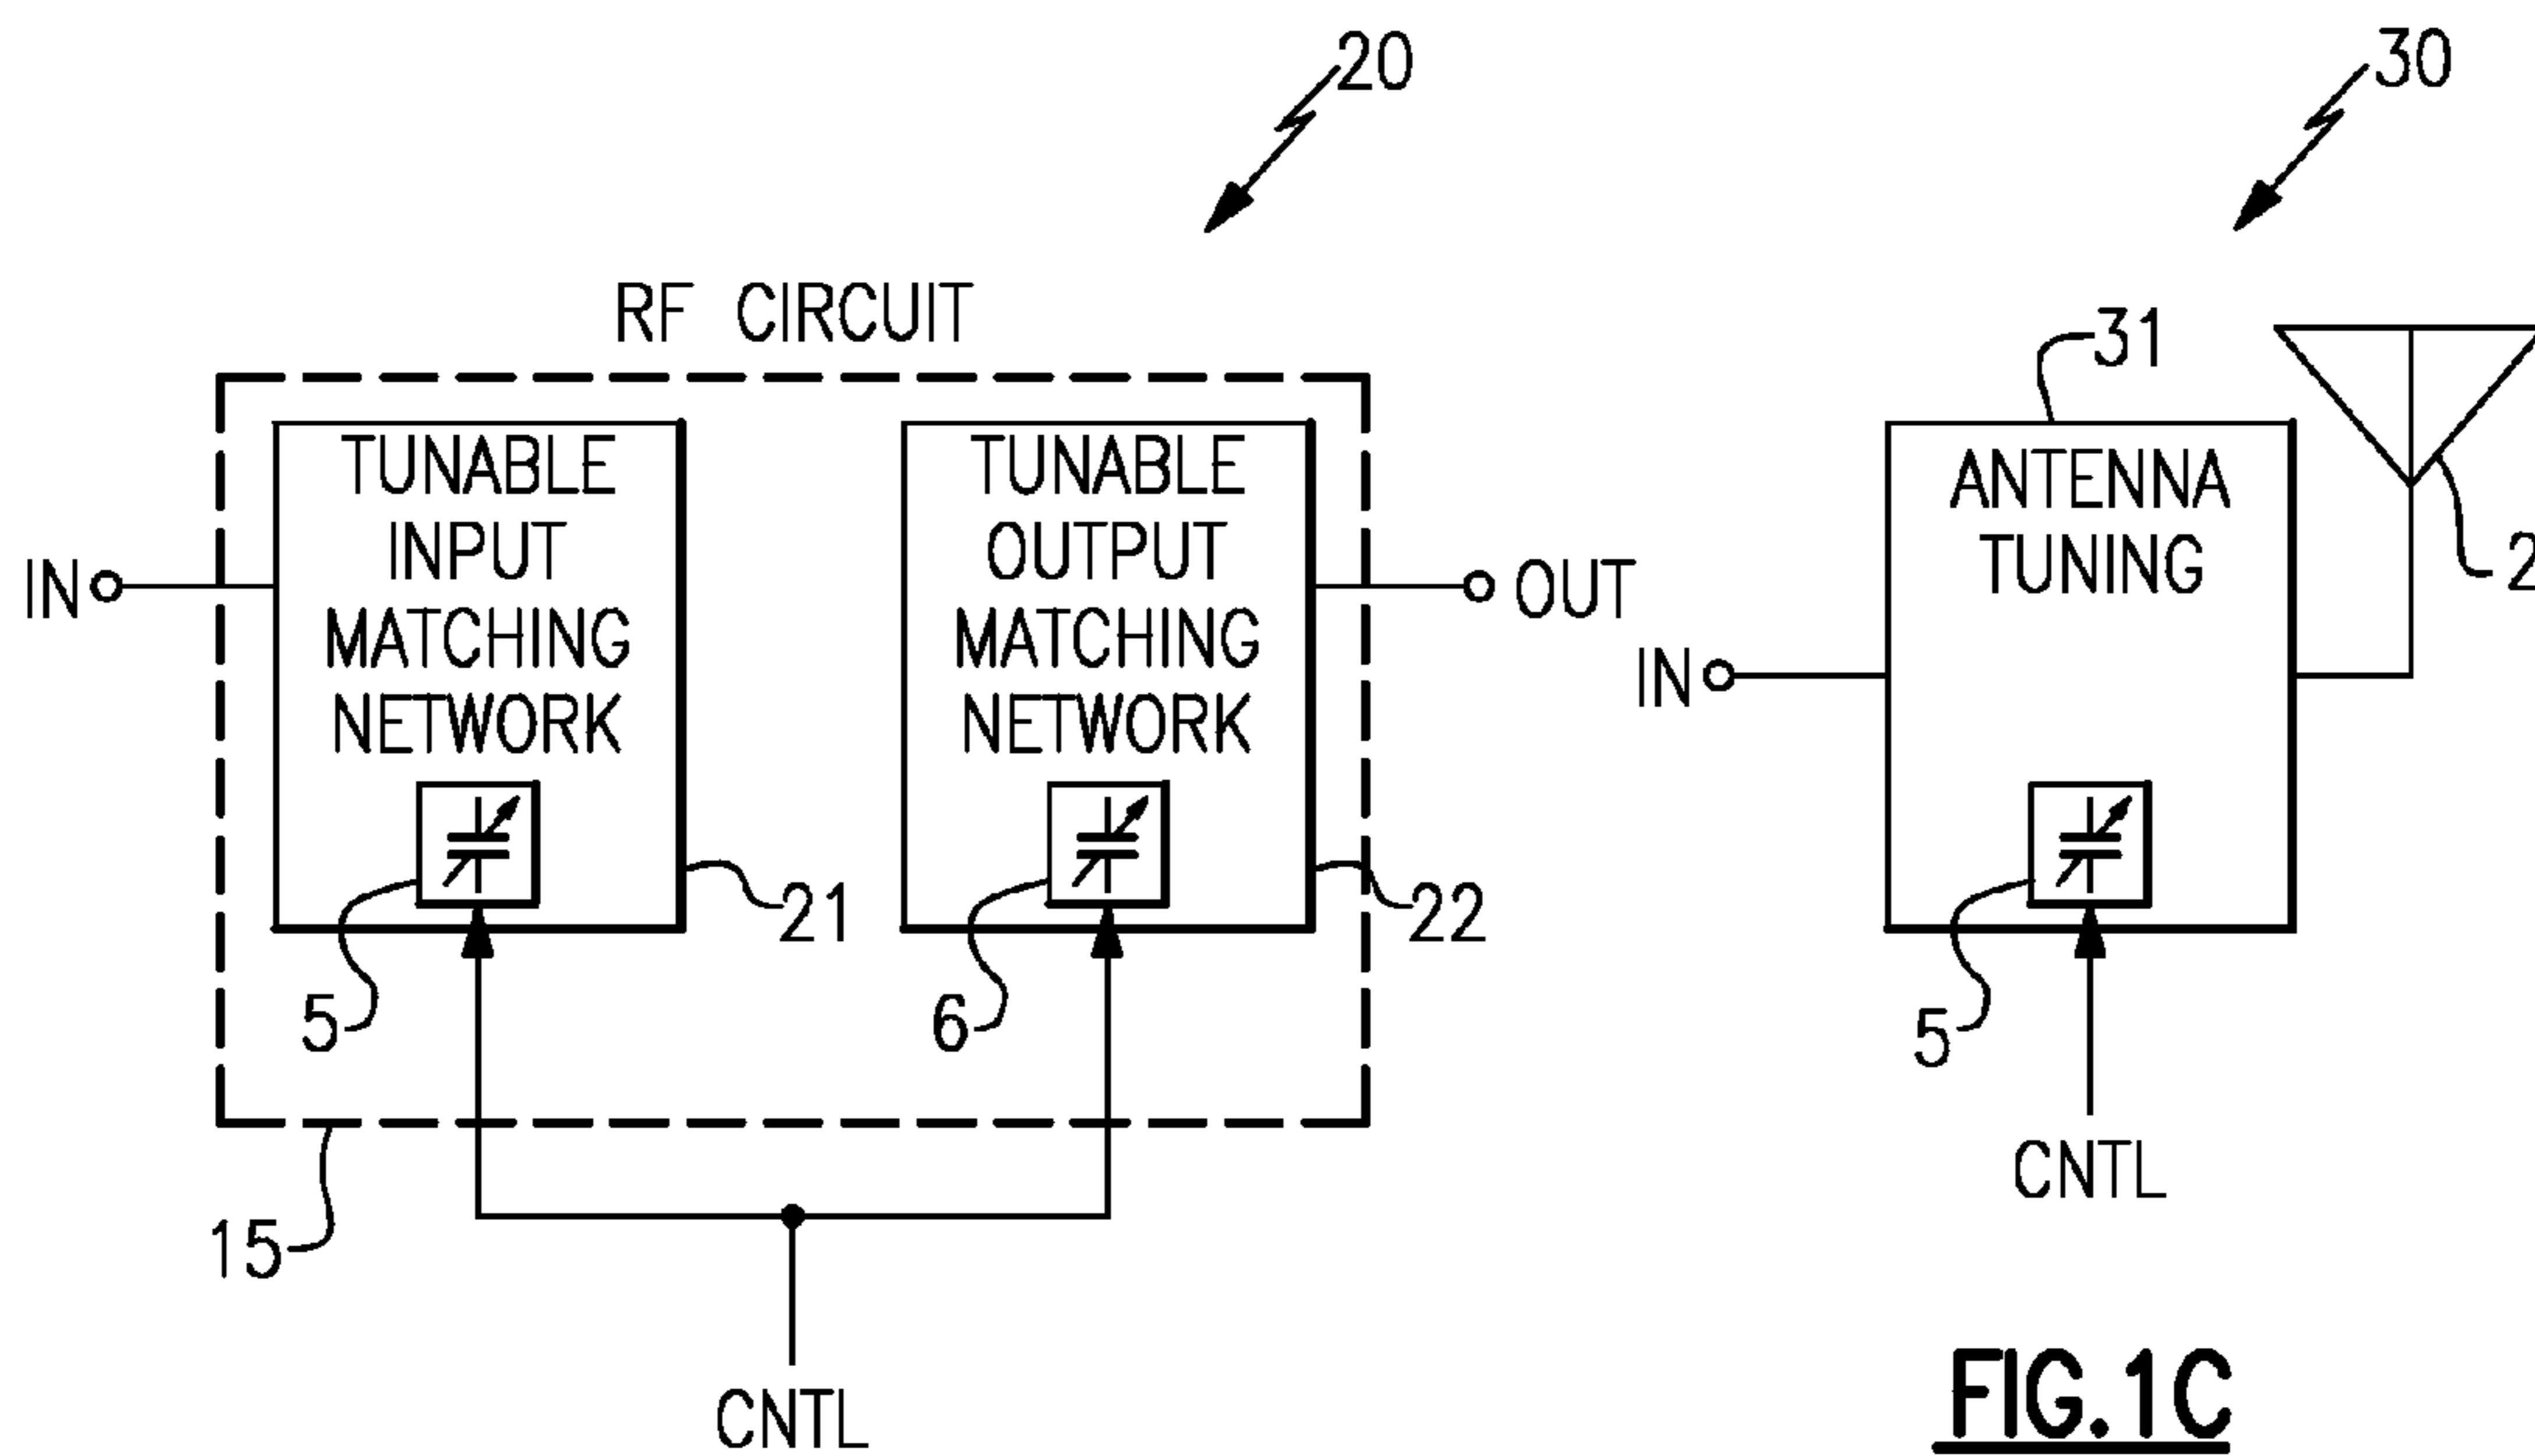 20
RF CIRCUIT
TUNABLE
INPUT
MATCHING
NETWORK
TUNABLE
OUTPUT
MATCHING
NETWORK
IN
OUT
5
21
6
22
15
CNTL
30
31
ANTENNA
TUNING
2
IN
5
CNTL
FIG.1C